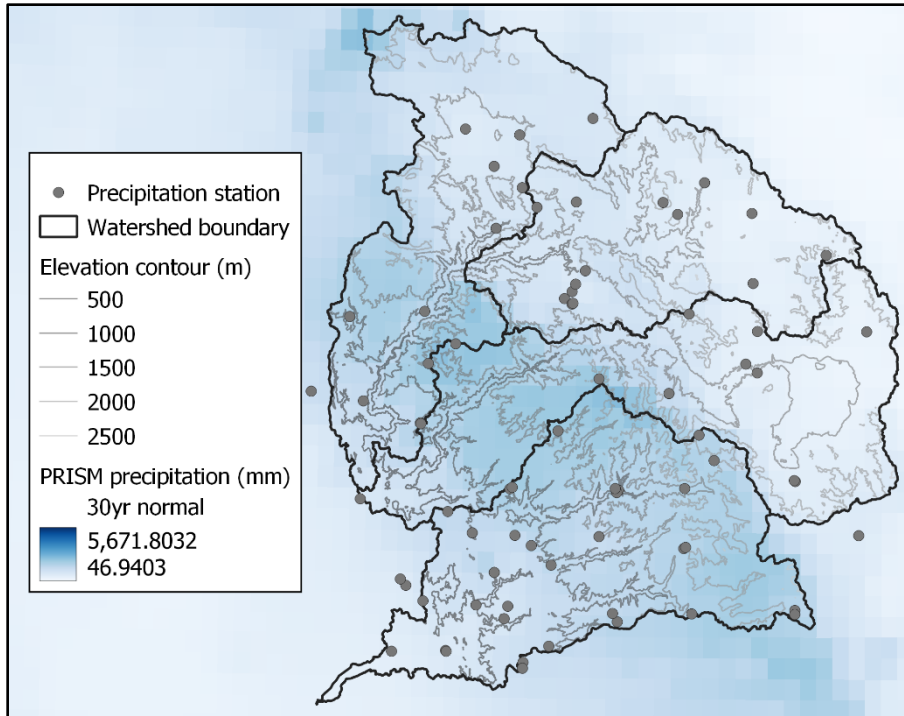 Precipitation station
Watershed boundary
Elevation contour (m)
500
1000
1500
2000
2500
PRISM precipitation (mm)
30yr normal
5,671.8032
46.9403